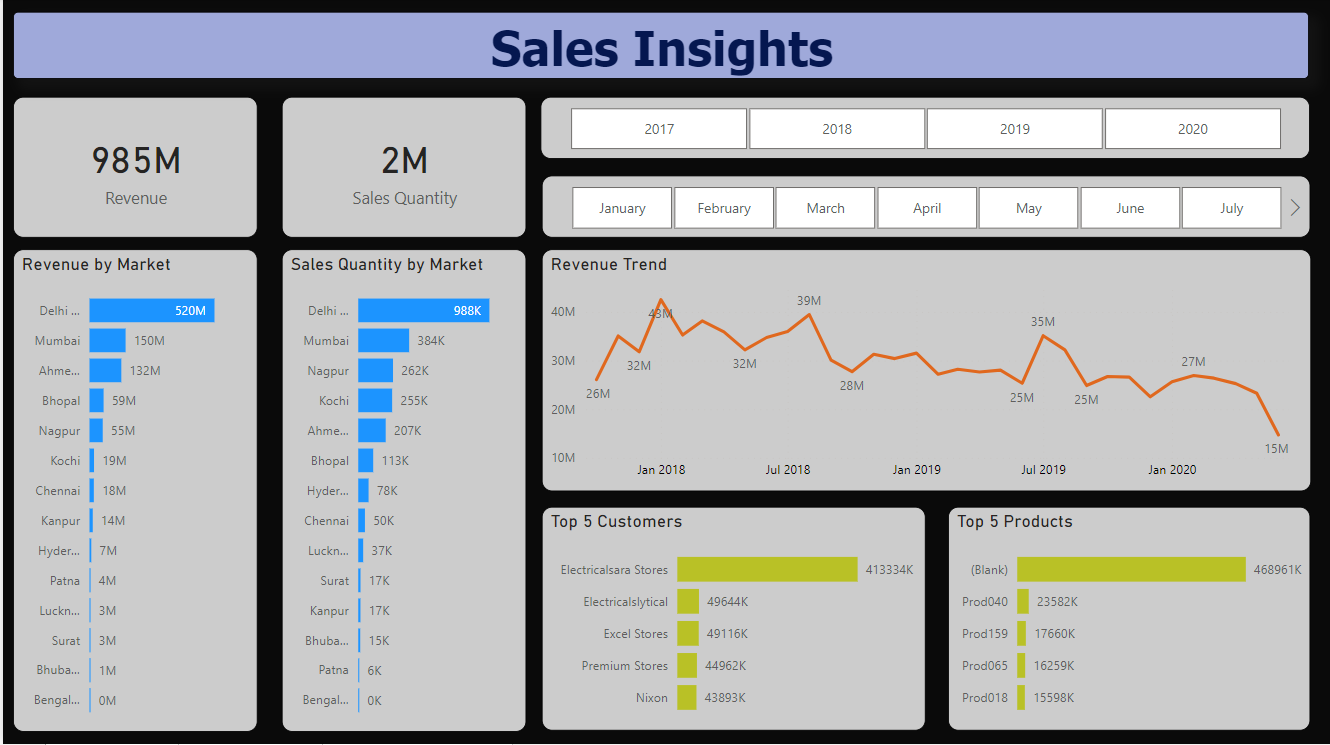 Sales Insights
985M
Revenue
2M
Sales Quantity
2017 2018 2019 2020
January February March April May June July
Revenue by Market
Delhi ... 520M
Mumbai 150M
Ahme... 132M
Bhopal 59M
Nagpur 55M
Kochi 19M
Chennai 18M
Kanpur 14M
Hyder... 7M
Patna 4M
Luckn... 3M
Surat 3M
Bhuba... 1M
Bengal... 0M
Sales Quantity by Market
Delhi ... 988K
Mumbai 384K
Nagpur 262K
Kochi 255K
Ahme... 207K
Bhopal 113K
Hyder... 78K
Chennai 50K
Luckn... 37K
Surat 17K
Kanpur 17K
Bhuba... 15K
Patna 6K
Bengal... 0K
Revenue Trend
40M
30M
20M
10M
26M 32M 43M 32M 39M 28M 25M 35M 25M 27M 15M
Jan 2018 Jul 2018 Jan 2019 Jul 2019 Jan 2020
Top 5 Customers
Electricalsara Stores 413334K
Electricalslytical 49644K
Excel Stores 49116K
Premium Stores 44962K
Nixon 43893K
Top 5 Products
(Blank) 468961K
Prod040 23582K
Prod159 17660K
Prod065 16259K
Prod018 15598K